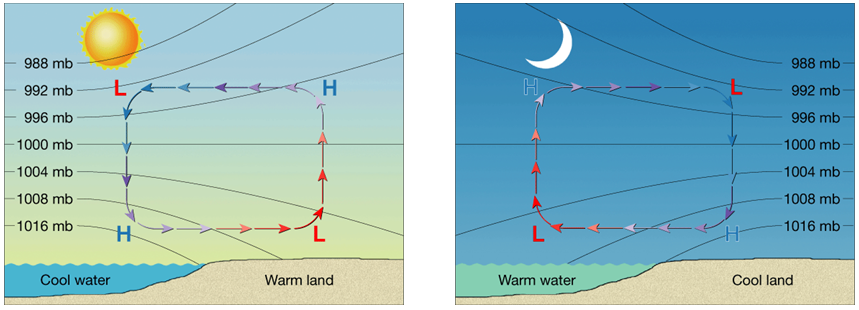 988 mb
L
H
992 mb
996 mb
1000 mb
1004 mb
1008 mb
1016 mb
H
L
Cool water
Warm land
988 mb
H
L
992 mb
996 mb
1000 mb
1004 mb
1008 mb
1016 mb
L
H
Warm water
Cool land